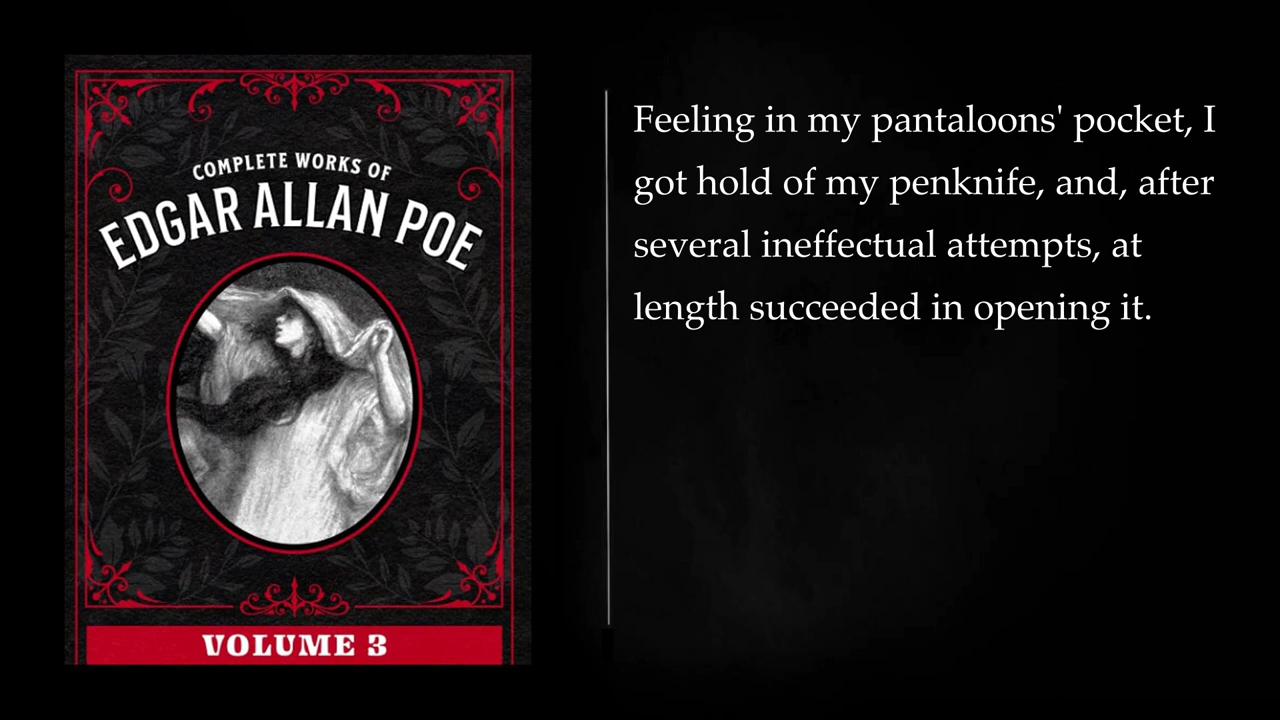 COMPLETE WORKS OF
EDGAR ALLAN POE
VOLUME 3
Feeling in my pantaloons' pocket, I
got hold of my penknife, and, after
several ineffectual attempts, at
length succeeded in opening it.